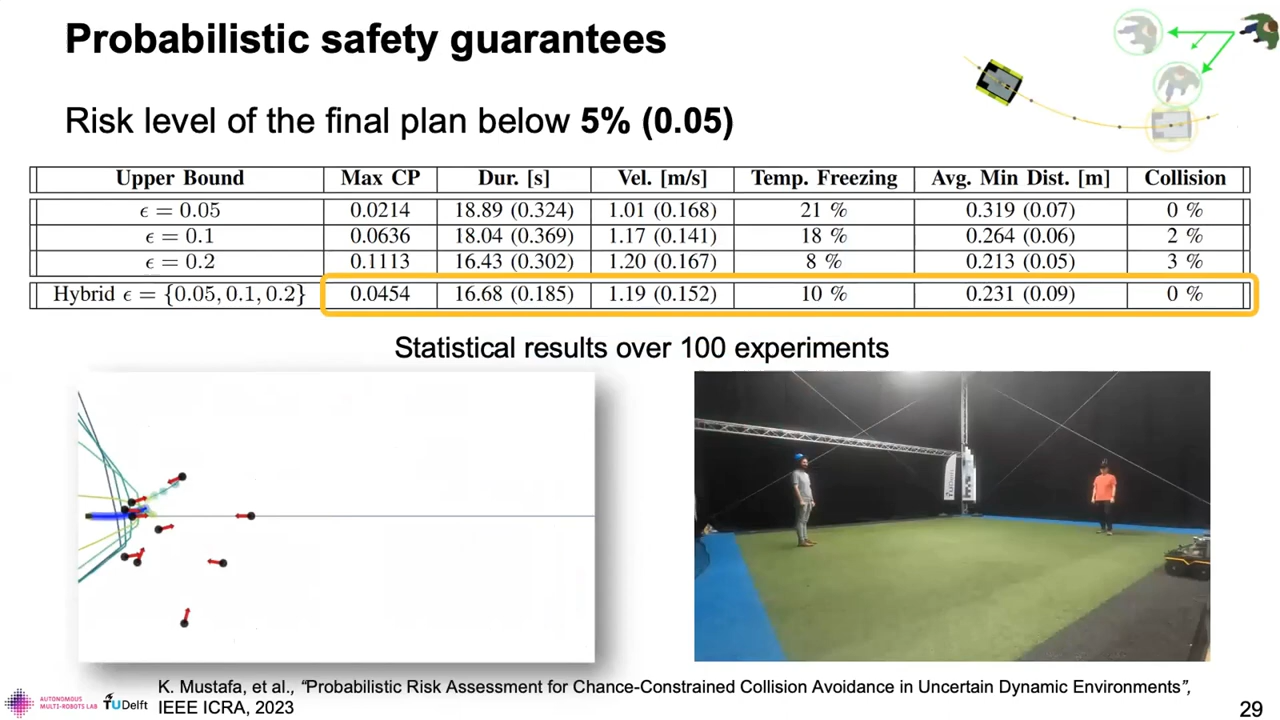 Probabilistic safety guarantees
Risk level of the final plan below 5% (0.05)
Upper Bound Max CP Dur. [s] Vel. [m/s] Temp. Freezing Avg. Min Dist. [m] Collision
ϵ = 0.05 0.0214 18.89 (0.324) 1.01 (0.168) 21 % 0.319 (0.07) 0 %
ϵ = 0.1 0.0636 18.04 (0.369) 1.17 (0.141) 18 % 0.264 (0.06) 2 %
ϵ = 0.2 0.1113 16.43 (0.302) 1.20 (0.167) 8 % 0.213 (0.05) 3 %
Hybrid ϵ = {0.05, 0.1, 0.2} 0.0454 16.68 (0.185) 1.19 (0.152) 10 % 0.231 (0.09) 0 %
Statistical results over 100 experiments
AUTONOMOUS
MULTI-ROBOTS LAB
TUDelft
K. Mustafa, et al., “Probabilistic Risk Assessment for Chance-Constrained Collision Avoidance in Uncertain Dynamic Environments”,
IEEE ICRA, 2023
29